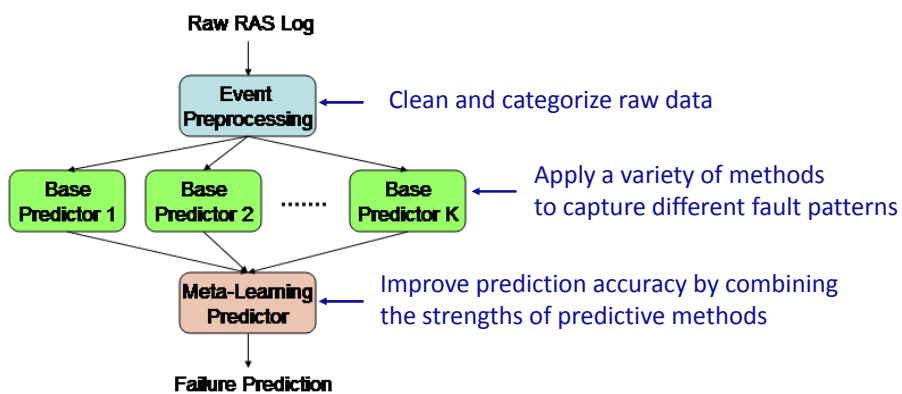 Raw RAS Log
Event
Preprocessing
Clean and categorize raw data
Base
Predictor 1
Base
Predictor 2
.......
Base
Predictor K
Apply a variety of methods
to capture different fault patterns
Meta-Learning
Predictor
Improve prediction accuracy by combining
the strengths of predictive methods
Failure Prediction